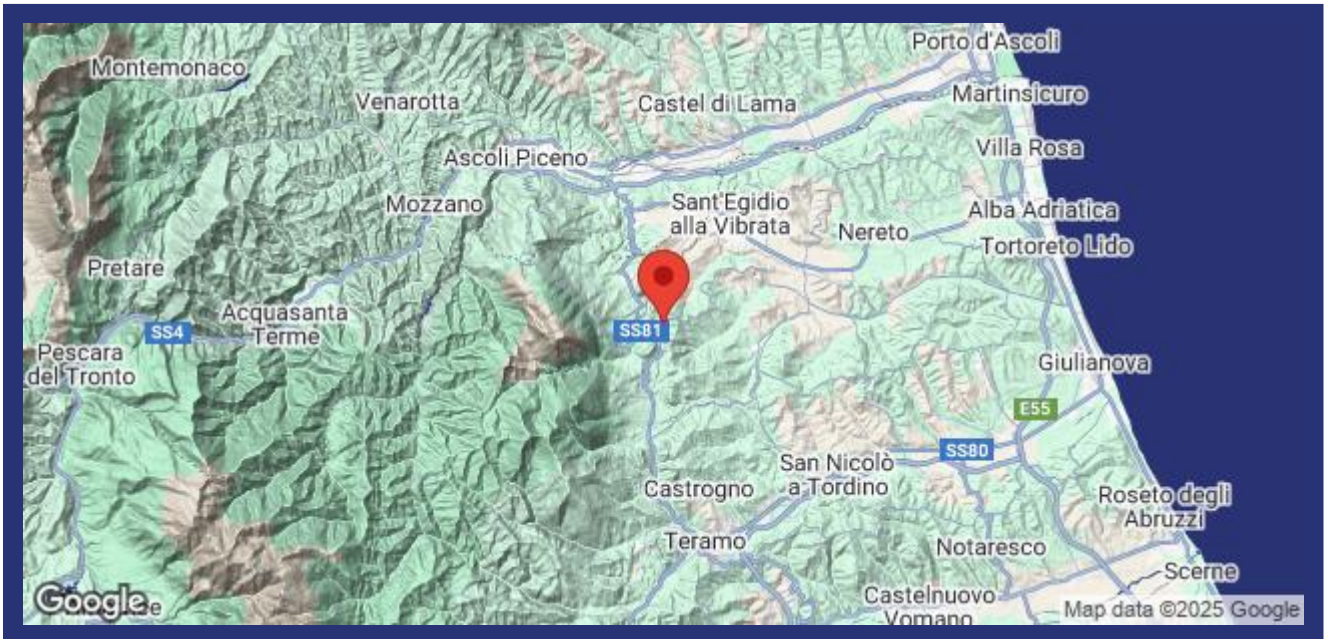 Porto d'Ascoli
Montemonaco
Venarotta
Castel di Lama
Martinsicuro
Villa Rosa
Ascoli Piceno
Mozzano
Sant'Egidio
alla Vibrata
Nereto
Alba Adriatica
Tortoreto Lido
Pretare
Acquasanta
Terme
SS4
SS81
Pescara
del Tronto
Giulianova
E55
SS80
San Nicolò
a Tordino
Castrogno
Roseto degli
Abruzzi
Teramo
Notaresco
Scerne
Castelnuovo
Vomano
Google
Map data ©2025 Google